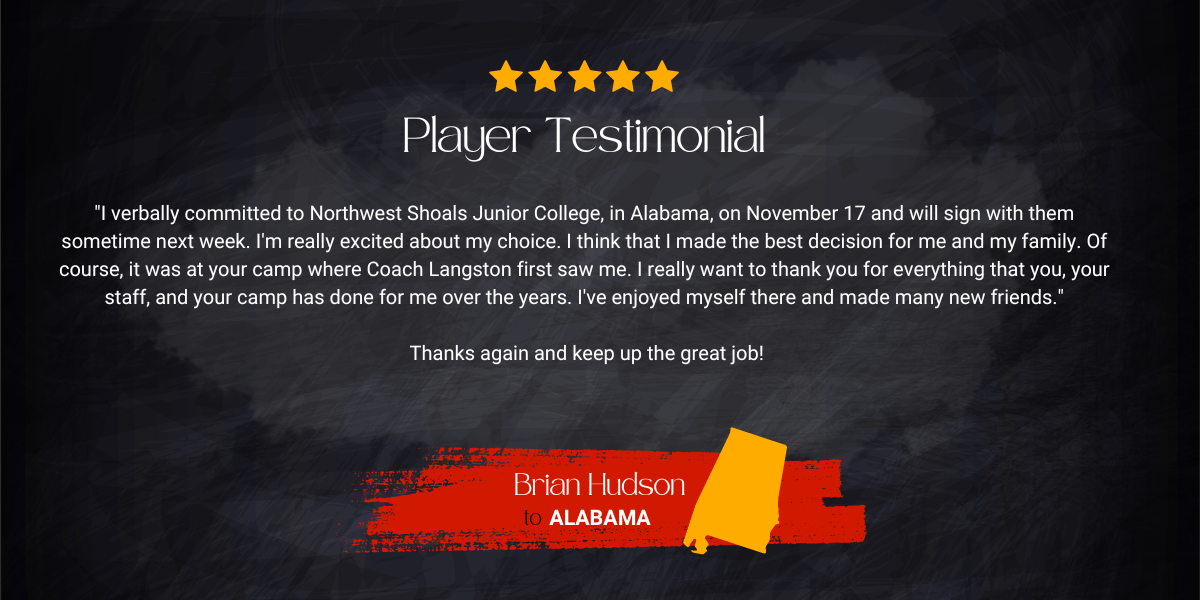 Player Testimonial
"I verbally committed to Northwest Shoals Junior College, in Alabama, on November 17 and will sign with them
sometime next week. I'm really excited about my choice. I think that I made the best decision for me and my family. Of
course, it was at your camp where Coach Langston first saw me. I really want to thank you for everything that you, your
staff, and your camp has done for me over the years. I've enjoyed myself there and made many new friends."
Thanks again and keep up the great job!
Brian Hudson
to ALABAMA